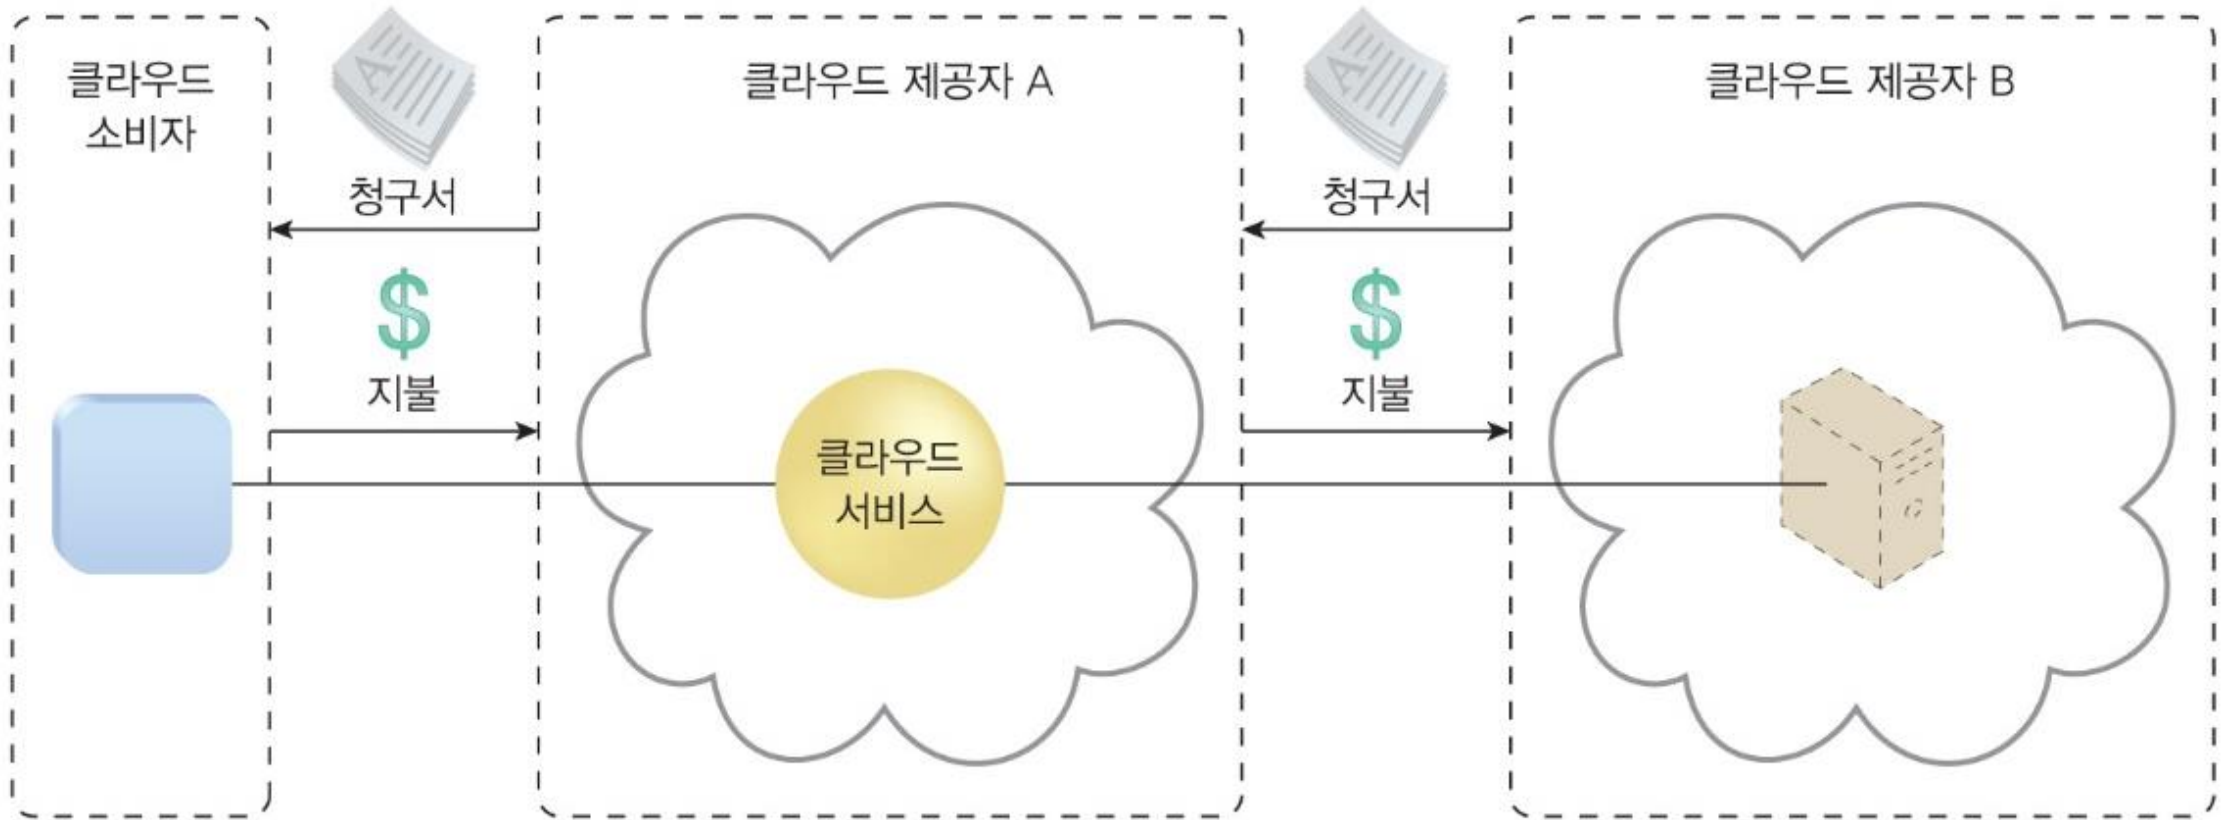 클라우드
소비자
청구서
$
지불
클라우드 제공자 A
클라우드
서비스
청구서
$
지불
클라우드 제공자 B